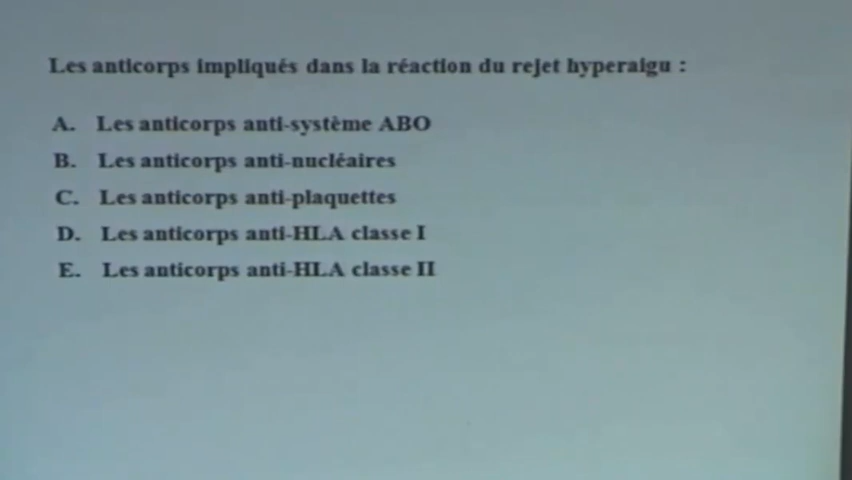 Les anticorps impliqués dans la réaction du rejet hyperaigu :
A. Les anticorps anti-système ABO
B. Les anticorps anti-nucléaires
C. Les anticorps anti-plaquettes
D. Les anticorps anti-HLA classe I
E. Les anticorps anti-HLA classe II